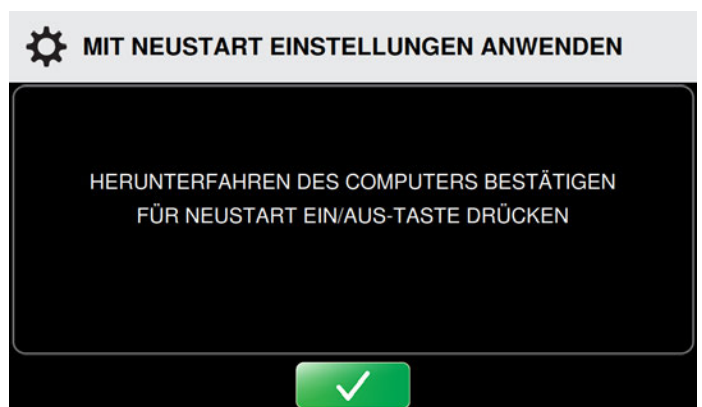 MIT NEUSTART EINSTELLUNGEN ANWENDEN
HERUNTERFAHREN DES COMPUTERS BESTÄTIGEN
FÜR NEUSTART EIN/AUS-TASTE DRÜCKEN